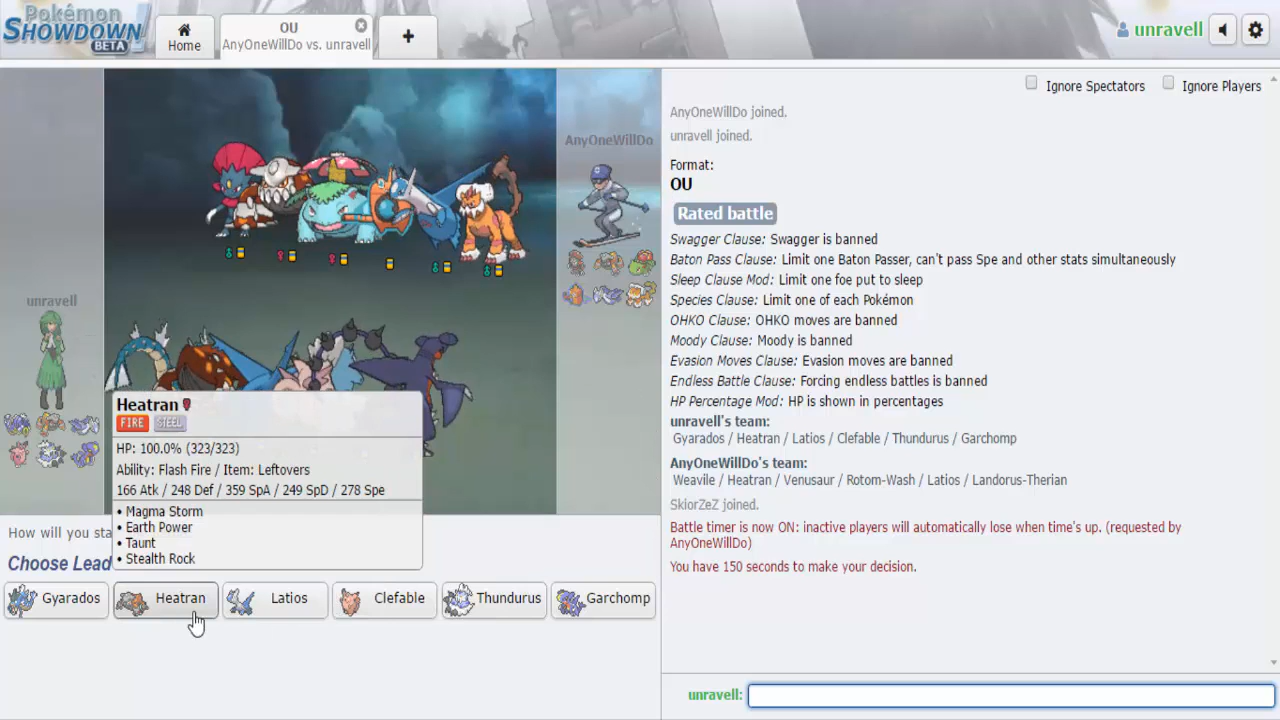 Pokémon
SHOWDOWN!
BETA
Home
OU
AnyOneWillDo vs. unravell
+
unravell
Ignore Spectators
Ignore Players
AnyOneWillDo
unravell
AnyOneWillDo joined.
unravell joined.
Format:
OU
Rated battle
Swagger Clause: Swagger is banned
Baton Pass Clause: Limit one Baton Passer, can't pass Spe and other stats simultaneously
Sleep Clause Mod: Limit one foe put to sleep
Species Clause: Limit one of each Pokémon
OHKO Clause: OHKO moves are banned
Moody Clause: Moody is banned
Evasion Moves Clause: Evasion moves are banned
Endless Battle Clause: Forcing endless battles is banned
HP Percentage Mod: HP is shown in percentages
unravell's team:
Gyarados / Heatran / Latios / Clefable / Thundurus / Garchomp
AnyOneWillDo's team:
Weavile / Heatran / Venusaur / Rotom-Wash / Latios / Landorus-Therian
SkiorZeZ joined.
Battle timer is now ON: inactive players will automatically lose when time's up. (requested by
AnyOneWillDo)
You have 150 seconds to make your decision.
Heatran
FIRE STEEL
HP: 100.0% (323/323)
Ability: Flash Fire / Item: Leftovers
166 Atk / 248 Def / 359 SpA / 249 SpD / 278 Spe
• Magma Storm
• Earth Power
• Taunt
• Stealth Rock
How will you sta
Choose Lead
Gyarados
Heatran
Latios
Clefable
Thundurus
Garchomp
unravell: